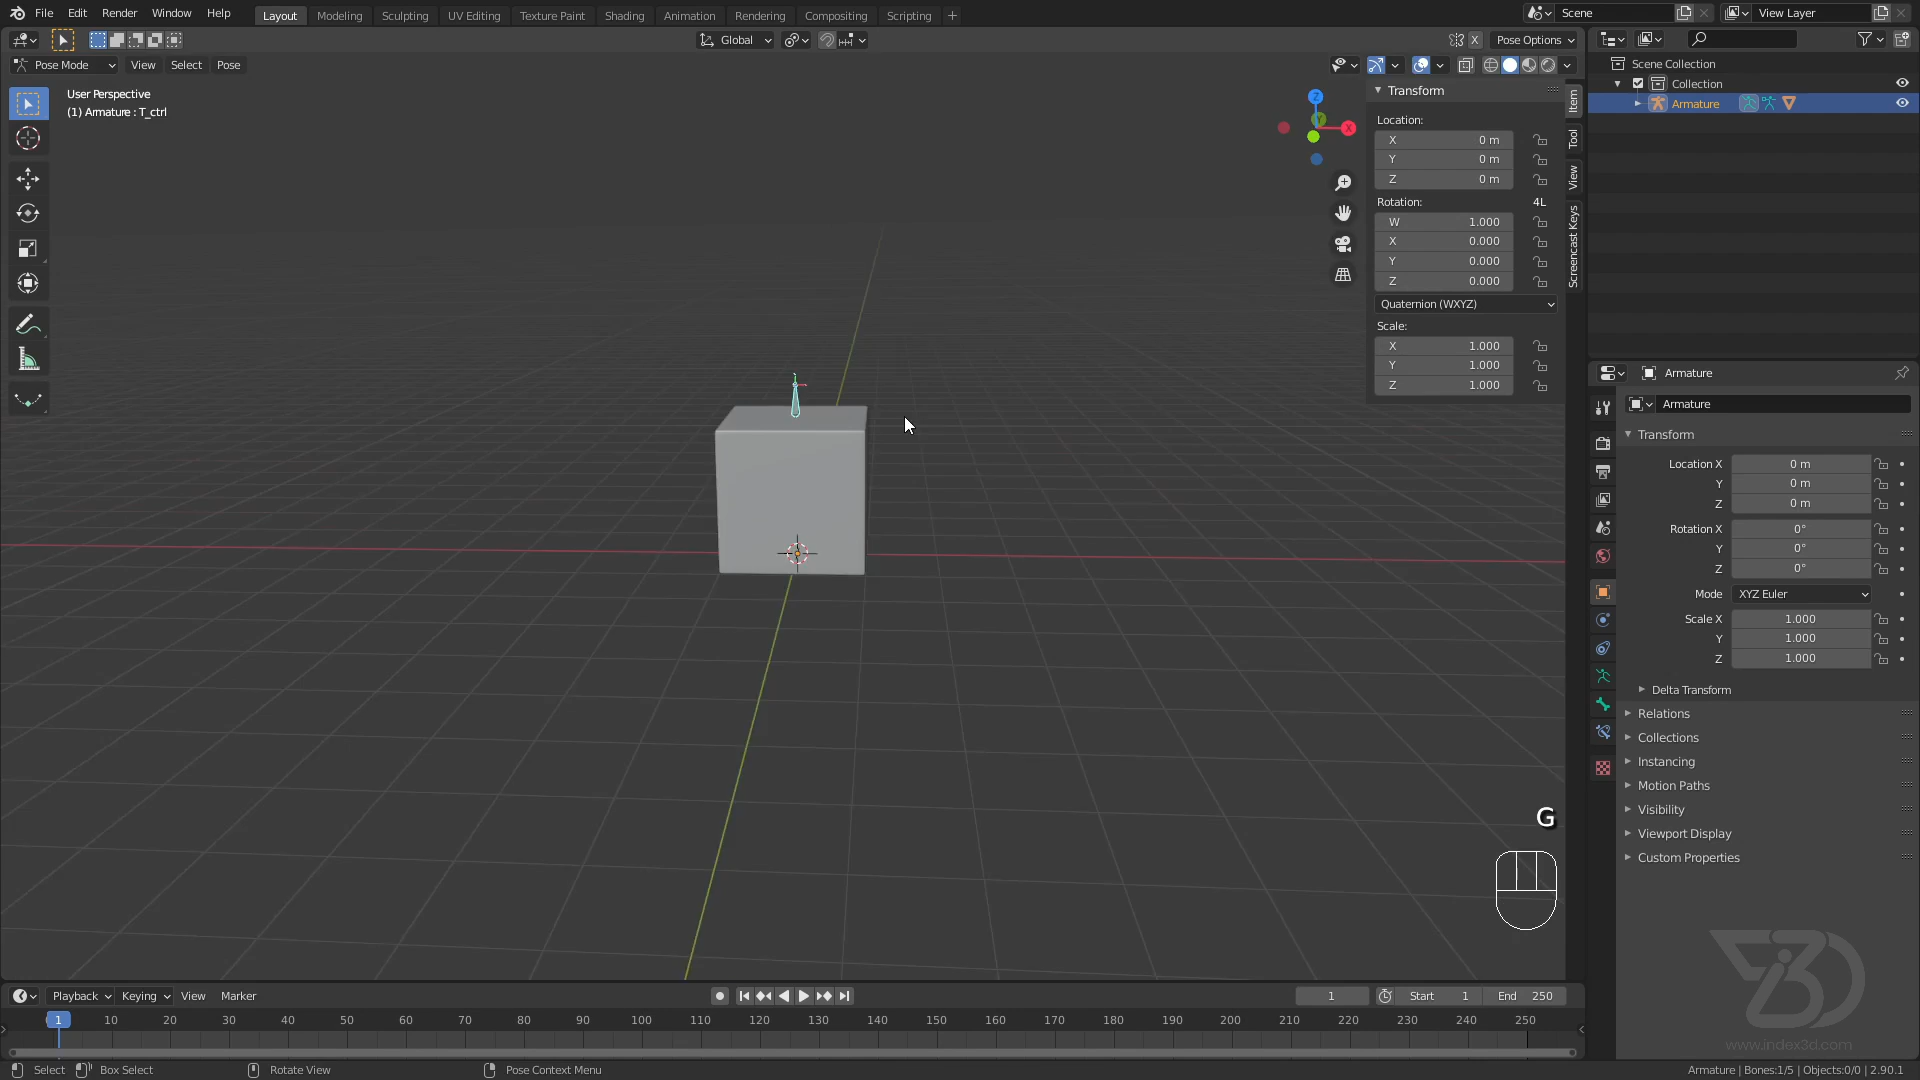 File Edit Render Window Help
Layout Modeling Sculpting UV Editing Texture Paint Shading Animation Rendering Compositing Scripting +
Scene
View Layer
Global
X
Pose Options
Pose Mode View Select Pose
User Perspective
(1) Armature : T_ctrl
Z
X
Y
Transform
Location:
X 0 m
Y 0 m
Z 0 m
Rotation: 4L
W 1.000
X 0.000
Y 0.000
Z 0.000
Quaternion (WXYZ)
Scale:
X 1.000
Y 1.000
Z 1.000
Item
Tool
View
Screencast Keys
Scene Collection
Collection
Armature
Armature
Armature
Transform
Location X 0 m
Y 0 m
Z 0 m
Rotation X 0°
Y 0°
Z 0°
Mode XYZ Euler
Scale X 1.000
Y 1.000
Z 1.000
Delta Transform
Relations
Collections
Instancing
Motion Paths
Visibility
Viewport Display
Custom Properties
G
Playback Keying View Marker
1
Start 1
End 250
1 10 20 30 40 50 60 70 80 90 100 110 120 130 140 150 160 170 180 190 200 210 220 230 240 250
www.index3d.com
Select Box Select Rotate View Pose Context Menu
Armature | Bones:1/5 | Objects:0/0 | 2.90.1